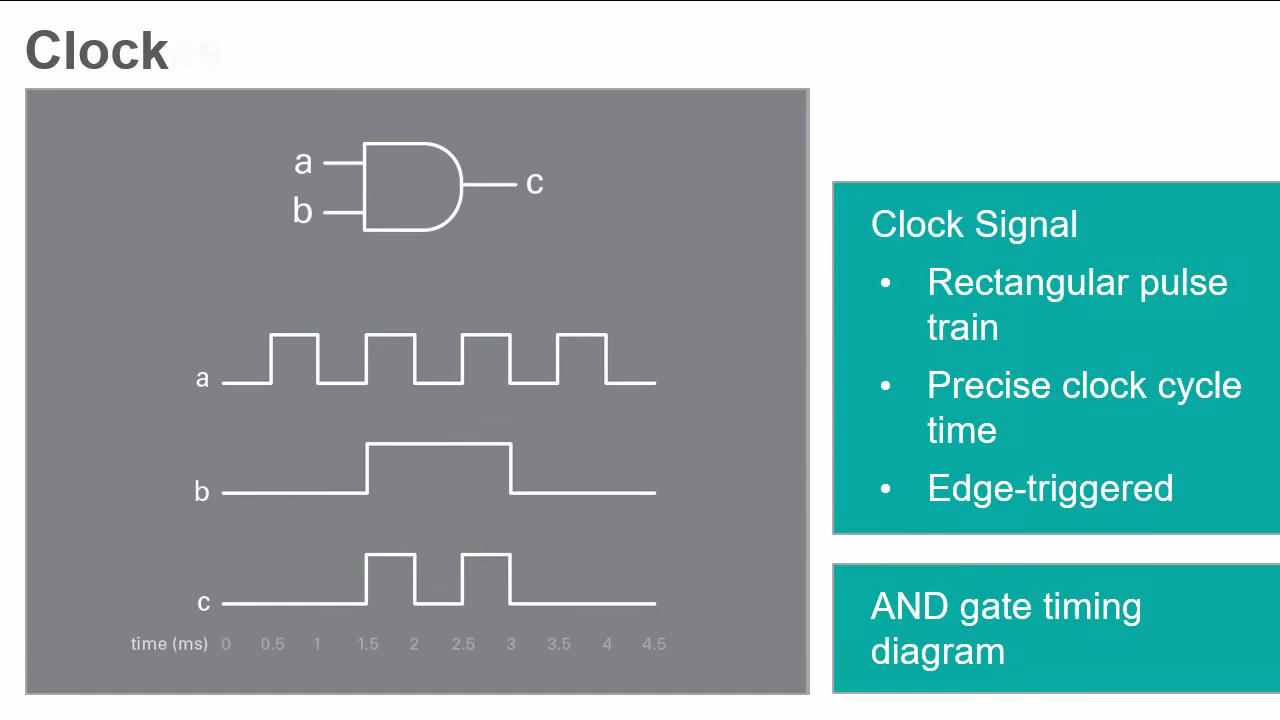 Clock
a
b
c
a
b
c
time (ms) 0 0.5 1 1.5 2 2.5 3 3.5 4 4.5
Clock Signal
• Rectangular pulse
train
• Precise clock cycle
time
• Edge-triggered
AND gate timing
diagram